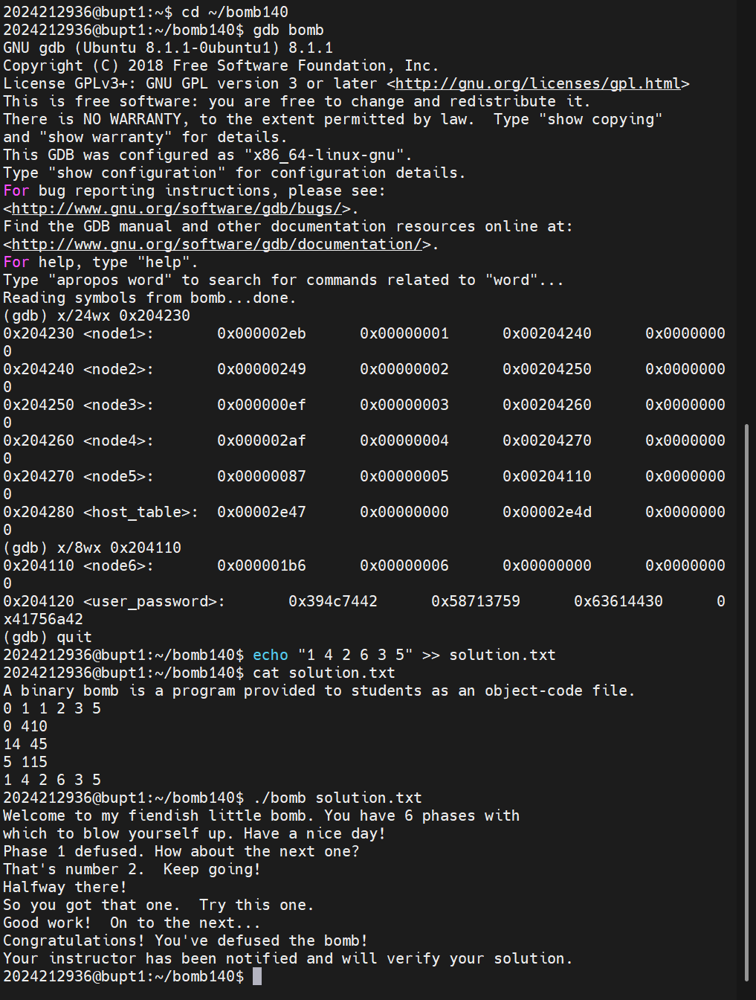 2024212936@bupt1:~$ cd ~/bomb140
2024212936@bupt1:~/bomb140$ gdb bomb
GNU gdb (Ubuntu 8.1.1-0ubuntu1) 8.1.1
Copyright (C) 2018 Free Software Foundation, Inc.
License GPLv3+: GNU GPL version 3 or later <http://gnu.org/licenses/gpl.html>
This is free software: you are free to change and redistribute it.
There is NO WARRANTY, to the extent permitted by law.  Type "show copying"
and "show warranty" for details.
This GDB was configured as "x86_64-linux-gnu".
Type "show configuration" for configuration details.
For bug reporting instructions, please see:
<http://www.gnu.org/software/gdb/bugs/>.
Find the GDB manual and other documentation resources online at:
<http://www.gnu.org/software/gdb/documentation/>.
For help, type "help".
Type "apropos word" to search for commands related to "word"...
Reading symbols from bomb...done.
(gdb) x/24wx 0x204230
0x204230 <node1>:       0x000002eb      0x00000001      0x00204240      0x0000000
0
0x204240 <node2>:       0x00000249      0x00000002      0x00204250      0x0000000
0
0x204250 <node3>:       0x000000ef      0x00000003      0x00204260      0x0000000
0
0x204260 <node4>:       0x000002af      0x00000004      0x00204270      0x0000000
0
0x204270 <node5>:       0x00000087      0x00000005      0x00204110      0x0000000
0
0x204280 <host_table>:  0x00002e47      0x00000000      0x00002e4d      0x0000000
0
(gdb) x/8wx 0x204110
0x204110 <node6>:       0x000001b6      0x00000006      0x00000000      0x0000000
0
0x204120 <user_password>:       0x394c7442      0x58713759      0x63614430      0
x41756a42
(gdb) quit
2024212936@bupt1:~/bomb140$ echo "1 4 2 6 3 5" >> solution.txt
2024212936@bupt1:~/bomb140$ cat solution.txt
A binary bomb is a program provided to students as an object-code file.
0 1 1 2 3 5
0 410
14 45
5 115
1 4 2 6 3 5
2024212936@bupt1:~/bomb140$ ./bomb solution.txt
Welcome to my fiendish little bomb. You have 6 phases with
which to blow yourself up. Have a nice day!
Phase 1 defused. How about the next one?
That's number 2.  Keep going!
Halfway there!
So you got that one.  Try this one.
Good work!  On to the next...
Congratulations! You've defused the bomb!
Your instructor has been notified and will verify your solution.
2024212936@bupt1:~/bomb140$